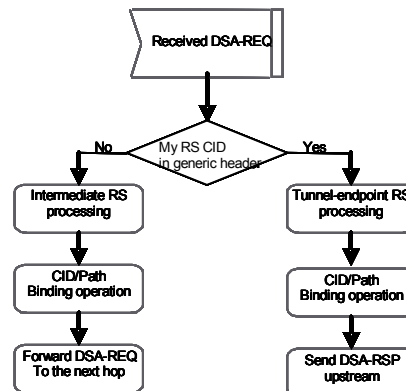 Received DSA-REQ
My RS CID
in generic header
No
Yes
Intermediate RS
processing
Tunnel-endpoint RS
processing
CID/Path
Binding operation
CID/Path
Binding operation
Forward DSA-REQ
To the next hop
Send DSA-RSP
upstream